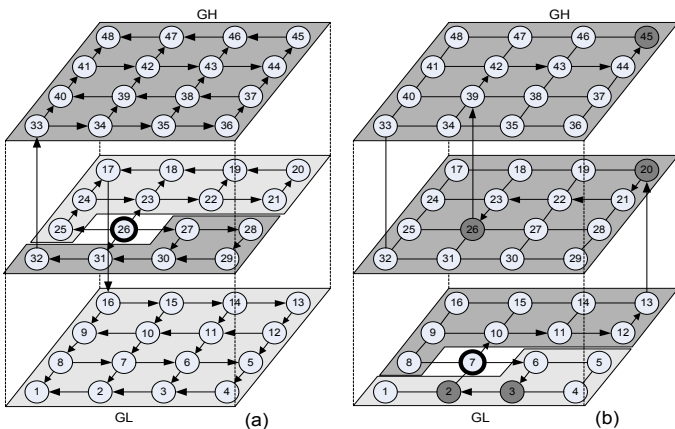 GH
48 47 46 45
41 42 43 44
40 39 38 37
33 34 35 36
17 18 19 20
24 23 22 21
25 26 27 28
32 31 30 29
16 15 14 13
9 10 11 12
8 7 6 5
1 2 3 4
GL
(a)
GH
48 47 46 45
41 42 43 44
40 39 38 37
33 34 35 36
17 18 19 20
24 23 22 21
25 26 27 28
32 31 30 29
16 15 14 13
9 10 11 12
8 7 6 5
1 2 3 4
GL
(b)